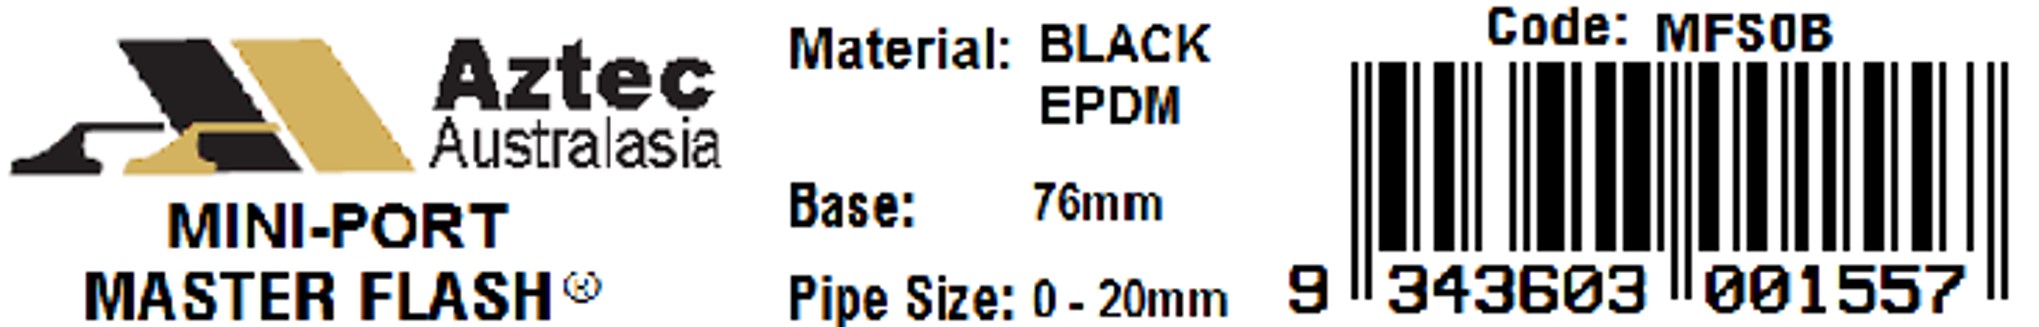 Aztec
Australasia
MINI-PORT
MASTER FLASH®
Material: BLACK
EPDM
Base: 76mm
Pipe Size: 0 - 20mm
Code: MFS0B
9 343603 001557